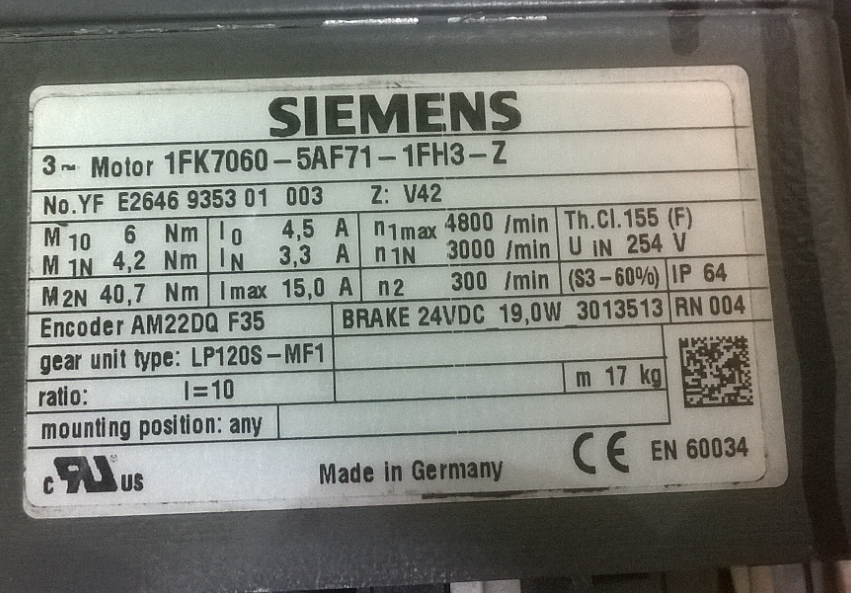 SIEMENS
3~ Motor 1FK7060-5AF71-1FH3-Z
No.YF E2646 9353 01 003 Z: V42
M10 6 Nm I0 4,5 A n1max 4800 /min Th.Cl.155 (F)
M1N 4,2 Nm IN 3,3 A n1N 3000 /min U iN 254 V
M2N 40,7 Nm Imax 15,0 A n2 300 /min (S3-60%) IP 64
Encoder AM22DQ F35 BRAKE 24VDC 19,0W 3013513 RN 004
gear unit type: LP120S-MF1
ratio: I=10 m 17 kg
mounting position: any
c RU US Made in Germany CE EN 60034